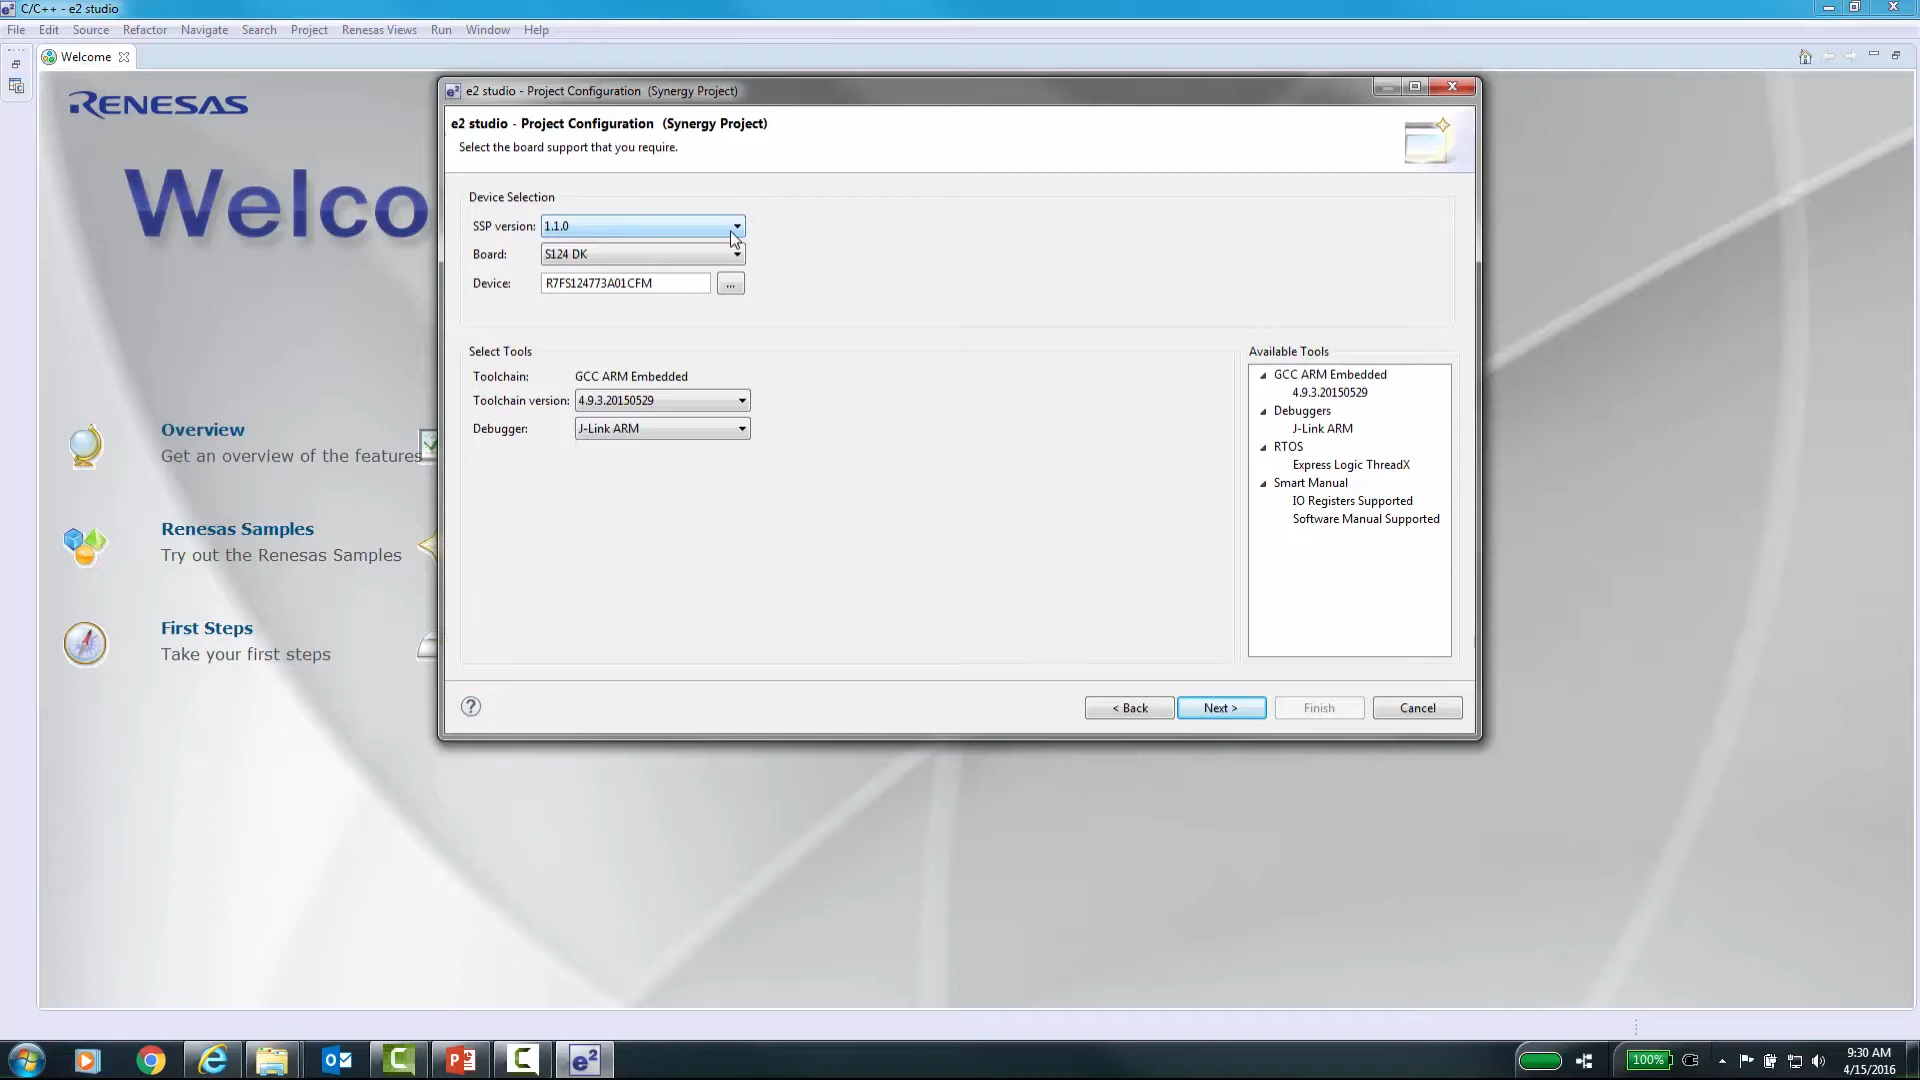 C/C++ - e2 studio
File Edit Source Refactor Navigate Search Project Renesas Views Run Window Help
Welcome
RENESAS
Welco
Overview
Get an overview of the features
Renesas Samples
Try out the Renesas Samples
First Steps
Take your first steps
e2 studio - Project Configuration (Synergy Project)
e2 studio - Project Configuration (Synergy Project)
Select the board support that you require.
Device Selection
SSP version: 1.1.0
Board: S124 DK
Device: R7FS124773A01CFM ...
Select Tools
Toolchain: GCC ARM Embedded
Toolchain version: 4.9.3.20150529
Debugger: J-Link ARM
Available Tools
GCC ARM Embedded
4.9.3.20150529
Debuggers
J-Link ARM
RTOS
Express Logic ThreadX
Smart Manual
IO Registers Supported
Software Manual Supported
? < Back Next > Finish Cancel
100%
9:30 AM
4/15/2016